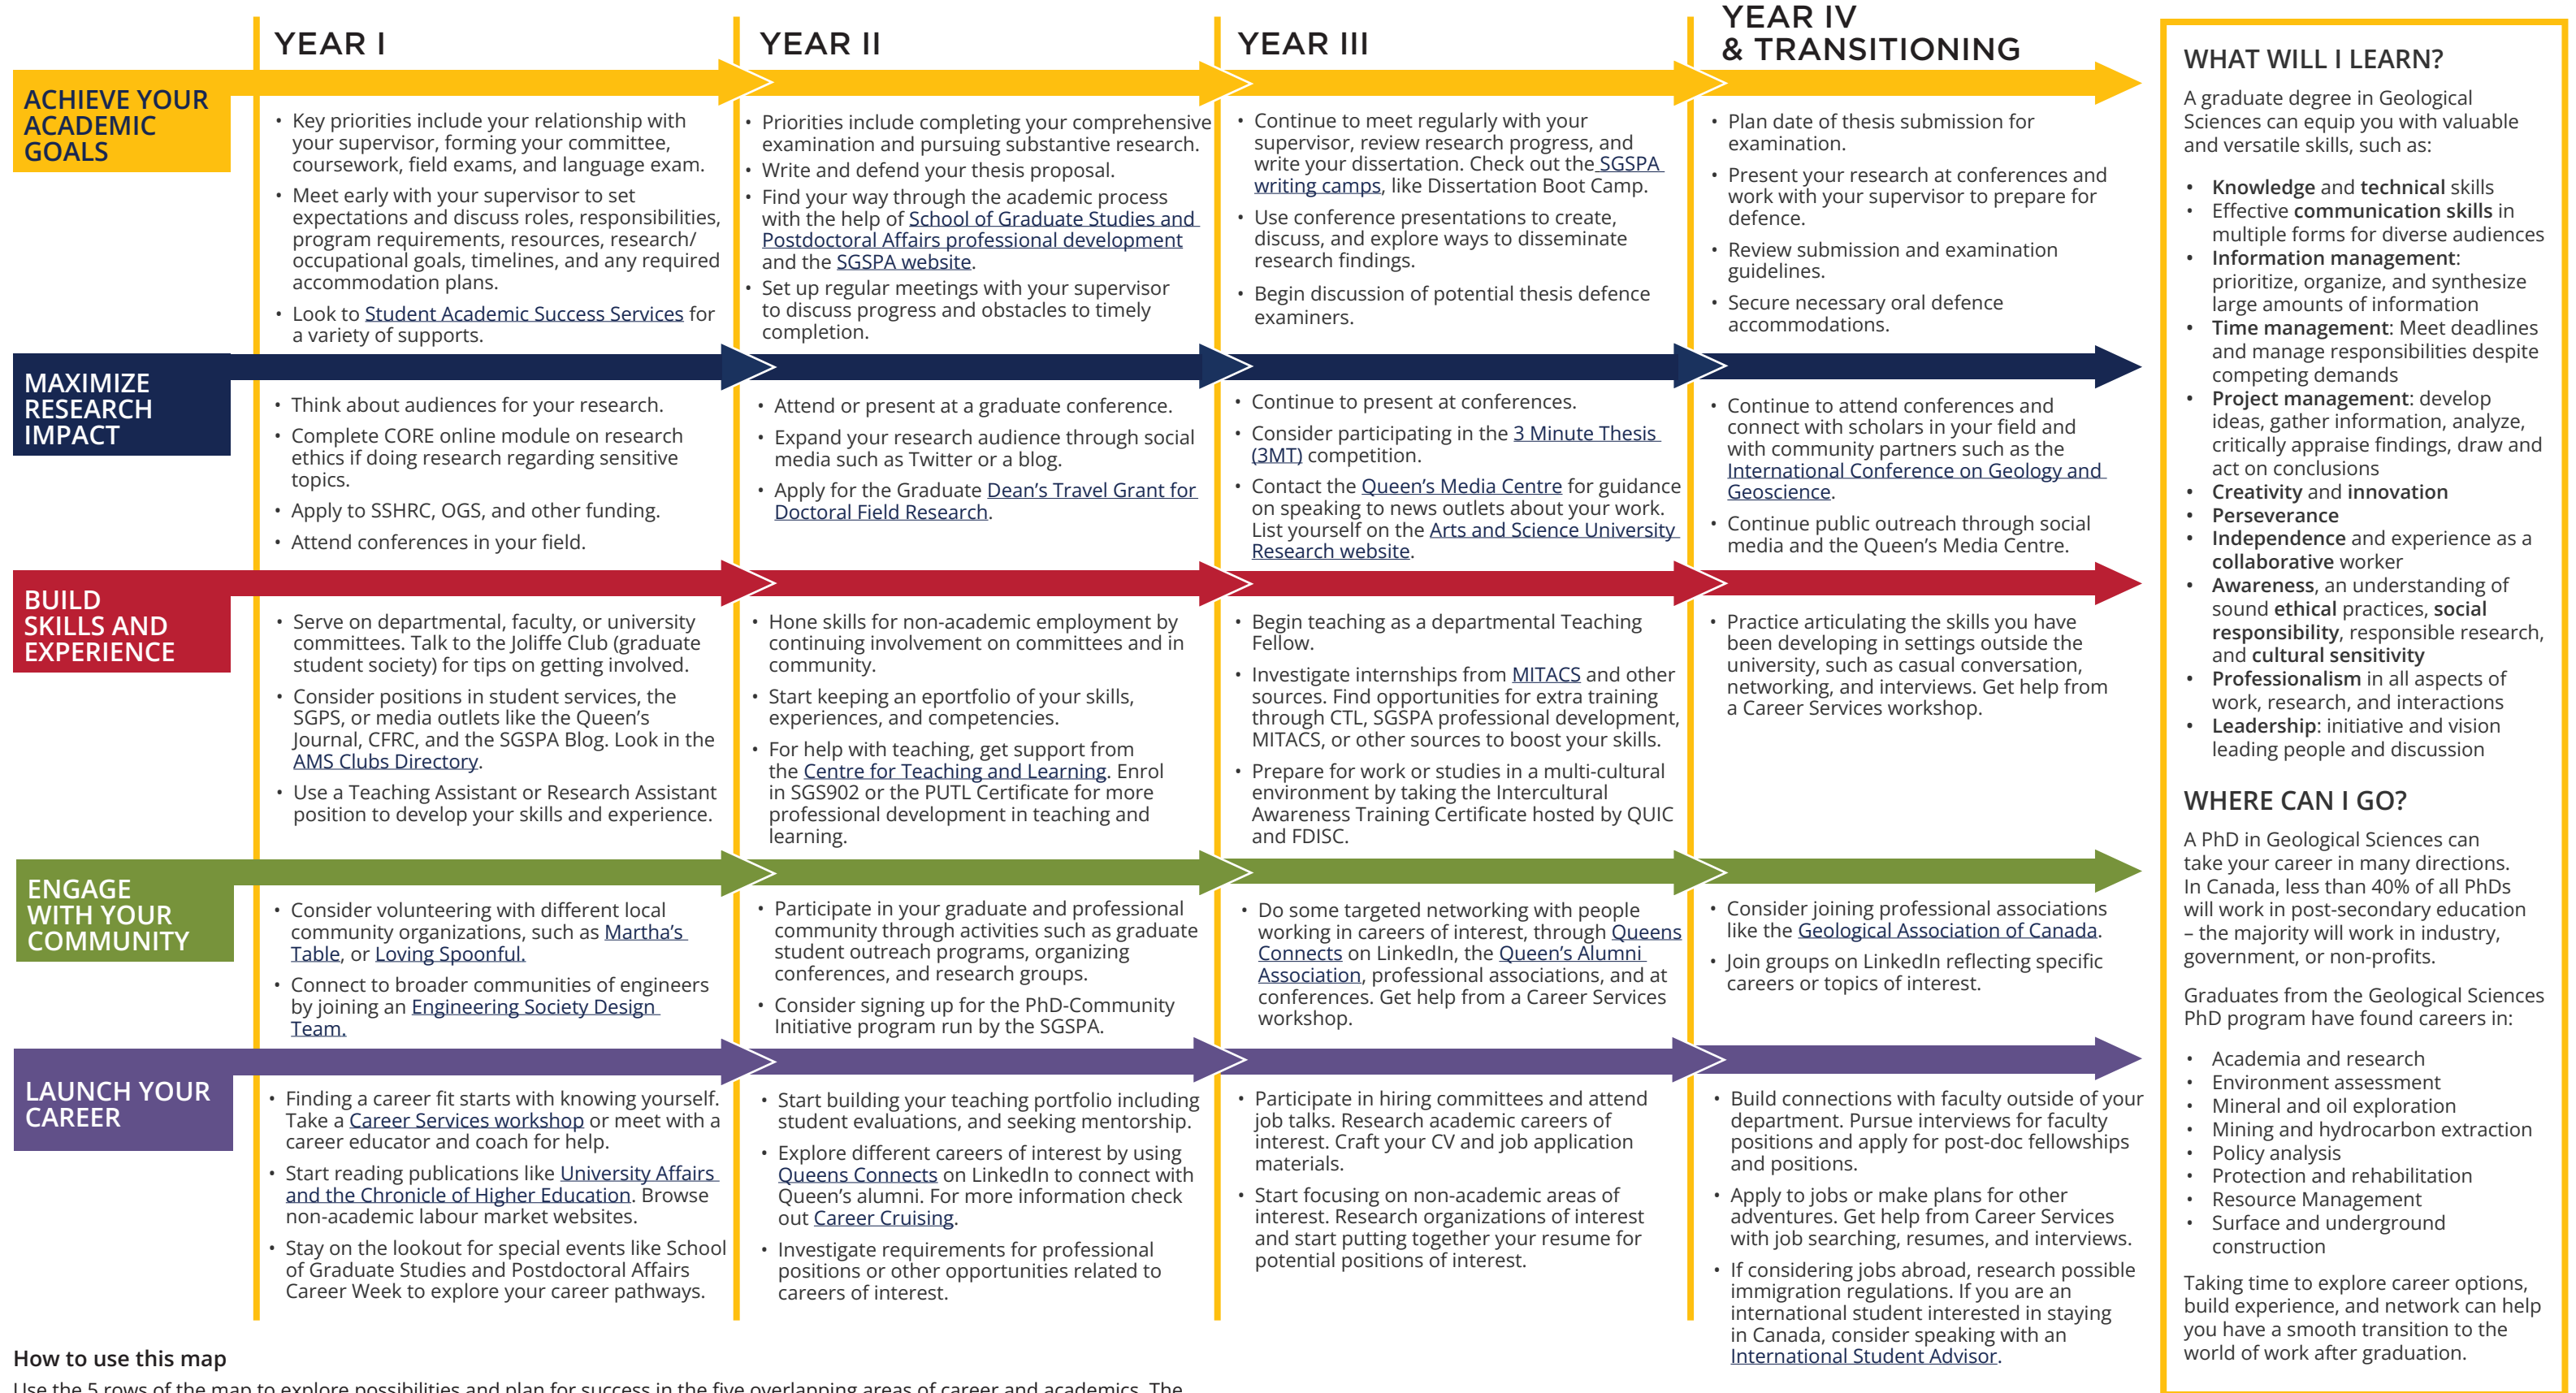 YEAR I
YEAR II
YEAR III
YEAR IV
& TRANSITIONING
ACHIEVE YOUR
ACADEMIC
GOALS
• Key priorities include your relationship with
your supervisor, forming your committee,
coursework, field exams, and language exam.
• Meet early with your supervisor to set
expectations and discuss roles, responsibilities,
program requirements, resources, research/
occupational goals, timelines, and any required
accommodation plans.
• Look to Student Academic Success Services for
a variety of supports.
• Priorities include completing your comprehensive
examination and pursuing substantive research.
• Write and defend your thesis proposal.
• Find your way through the academic process
with the help of School of Graduate Studies and
Postdoctoral Affairs professional development
and the SGSPA website.
• Set up regular meetings with your supervisor
to discuss progress and obstacles to timely
completion.
• Continue to meet regularly with your
supervisor, review research progress, and
write your dissertation. Check out the SGSPA
writing camps, like Dissertation Boot Camp.
• Use conference presentations to create,
discuss, and explore ways to disseminate
research findings.
• Begin discussion of potential thesis defence
examiners.
• Plan date of thesis submission for
examination.
• Present your research at conferences and
work with your supervisor to prepare for
defence.
• Review submission and examination
guidelines.
• Secure necessary oral defence
accommodations.
MAXIMIZE
RESEARCH
IMPACT
• Think about audiences for your research.
• Complete CORE online module on research
ethics if doing research regarding sensitive
topics.
• Apply to SSHRC, OGS, and other funding.
• Attend conferences in your field.
• Attend or present at a graduate conference.
• Expand your research audience through social
media such as Twitter or a blog.
• Apply for the Graduate Dean’s Travel Grant for
Doctoral Field Research.
• Continue to present at conferences.
• Consider participating in the 3 Minute Thesis
(3MT) competition.
• Contact the Queen’s Media Centre for guidance
on speaking to news outlets about your work.
List yourself on the Arts and Science University
Research website.
• Continue to attend conferences and
connect with scholars in your field and
with community partners such as the
International Conference on Geology and
Geoscience.
• Continue public outreach through social
media and the Queen’s Media Centre.
BUILD
SKILLS AND
EXPERIENCE
• Serve on departmental, faculty, or university
committees. Talk to the Joliffe Club (graduate
student society) for tips on getting involved.
• Consider positions in student services, the
SGPS, or media outlets like the Queen’s
Journal, CFRC, and the SGSPA Blog. Look in the
AMS Clubs Directory.
• Use a Teaching Assistant or Research Assistant
position to develop your skills and experience.
• Hone skills for non-academic employment by
continuing involvement on committees and in
community.
• Start keeping an eportfolio of your skills,
experiences, and competencies.
• For help with teaching, get support from
the Centre for Teaching and Learning. Enrol
in SGS902 or the PUTL Certificate for more
professional development in teaching and
learning.
• Begin teaching as a departmental Teaching
Fellow.
• Investigate internships from MITACS and other
sources. Find opportunities for extra training
through CTL, SGSPA professional development,
MITACS, or other sources to boost your skills.
• Prepare for work or studies in a multi-cultural
environment by taking the Intercultural
Awareness Training Certificate hosted by QUIC
and FDISC.
• Practice articulating the skills you have
been developing in settings outside the
university, such as casual conversation,
networking, and interviews. Get help from
a Career Services workshop.
ENGAGE
WITH YOUR
COMMUNITY
• Consider volunteering with different local
community organizations, such as Martha’s
Table, or Loving Spoonful.
• Connect to broader communities of engineers
by joining an Engineering Society Design
Team.
• Participate in your graduate and professional
community through activities such as graduate
student outreach programs, organizing
conferences, and research groups.
• Consider signing up for the PhD-Community
Initiative program run by the SGSPA.
• Do some targeted networking with people
working in careers of interest, through Queens
Connects on LinkedIn, the Queen’s Alumni
Association, professional associations, and at
conferences. Get help from a Career Services
workshop.
• Consider joining professional associations
like the Geological Association of Canada.
• Join groups on LinkedIn reflecting specific
careers or topics of interest.
LAUNCH YOUR
CAREER
• Finding a career fit starts with knowing yourself.
Take a Career Services workshop or meet with a
career educator and coach for help.
• Start reading publications like University Affairs
and the Chronicle of Higher Education. Browse
non-academic labour market websites.
• Stay on the lookout for special events like School
of Graduate Studies and Postdoctoral Affairs
Career Week to explore your career pathways.
• Start building your teaching portfolio including
student evaluations, and seeking mentorship.
• Explore different careers of interest by using
Queens Connects on LinkedIn to connect with
Queen’s alumni. For more information check
out Career Cruising.
• Investigate requirements for professional
positions or other opportunities related to
careers of interest.
• Participate in hiring committees and attend
job talks. Research academic careers of
interest. Craft your CV and job application
materials.
• Start focusing on non-academic areas of
interest. Research organizations of interest
and start putting together your resume for
potential positions of interest.
• Build connections with faculty outside of your
department. Pursue interviews for faculty
positions and apply for post-doc fellowships
and positions.
• Apply to jobs or make plans for other
adventures. Get help from Career Services
with job searching, resumes, and interviews.
• If considering jobs abroad, research possible
immigration regulations. If you are an
international student interested in staying
in Canada, consider speaking with an
International Student Advisor.
WHAT WILL I LEARN?
A graduate degree in Geological
Sciences can equip you with valuable
and versatile skills, such as:
• Knowledge and technical skills
• Effective communication skills in
multiple forms for diverse audiences
• Information management:
prioritize, organize, and synthesize
large amounts of information
• Time management: Meet deadlines
and manage responsibilities despite
competing demands
• Project management: develop
ideas, gather information, analyze,
critically appraise findings, draw and
act on conclusions
• Creativity and innovation
• Perseverance
• Independence and experience as a
collaborative worker
• Awareness, an understanding of
sound ethical practices, social
responsibility, responsible research,
and cultural sensitivity
• Professionalism in all aspects of
work, research, and interactions
• Leadership: initiative and vision
leading people and discussion
WHERE CAN I GO?
A PhD in Geological Sciences can
take your career in many directions.
In Canada, less than 40% of all PhDs
will work in post-secondary education
– the majority will work in industry,
government, or non-profits.
Graduates from the Geological Sciences
PhD program have found careers in:
• Academia and research
• Environment assessment
• Mineral and oil exploration
• Mining and hydrocarbon extraction
• Policy analysis
• Protection and rehabilitation
• Resource Management
• Surface and underground
construction
Taking time to explore career options,
build experience, and network can help
you have a smooth transition to the
world of work after graduation.
How to use this map
Use the 5 rows of the map to explore possibilities and plan for success in the five overlapping areas of career and academics. The